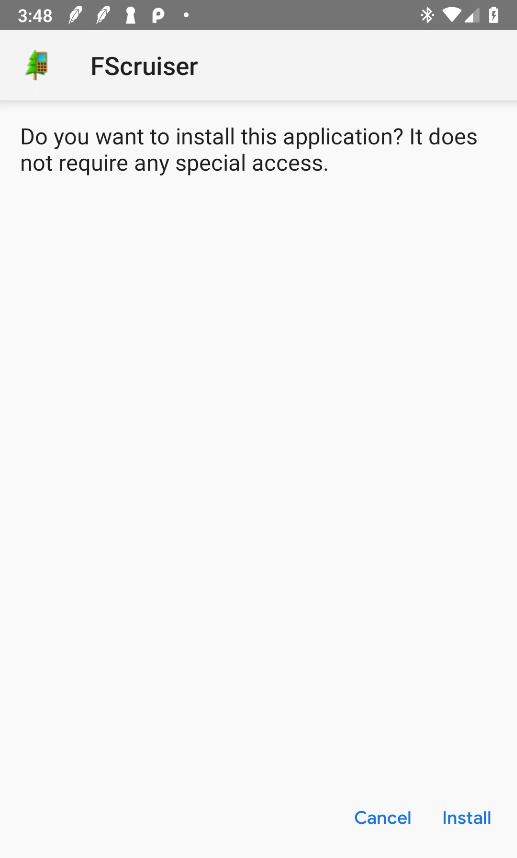 3:48
FScruiser
Do you want to install this application? It does
not require any special access.
Cancel Install